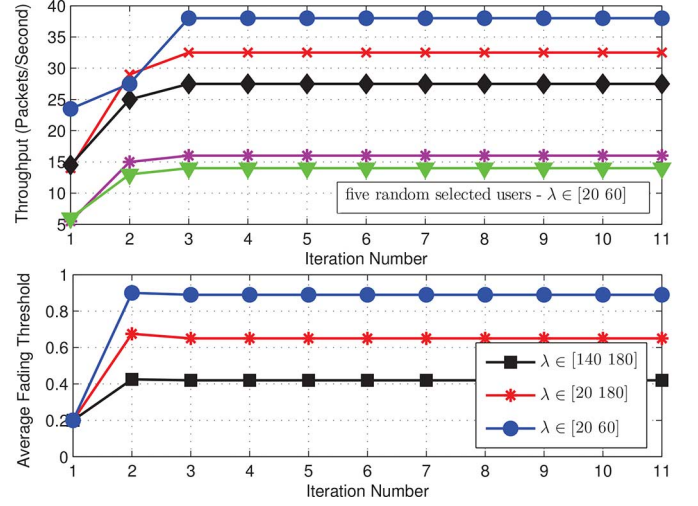 Throughput (Packets/Second)
40
35
30
25
20
15
10
5
1 2 3 4 5 6 7 8 9 10 11
five random selected users - λ ∈ [20 60]
Iteration Number
Average Fading Threshold
1
0.8
0.6
0.4
0.2
0
1 2 3 4 5 6 7 8 9 10 11
λ ∈ [140 180]
λ ∈ [20 180]
λ ∈ [20 60]
Iteration Number